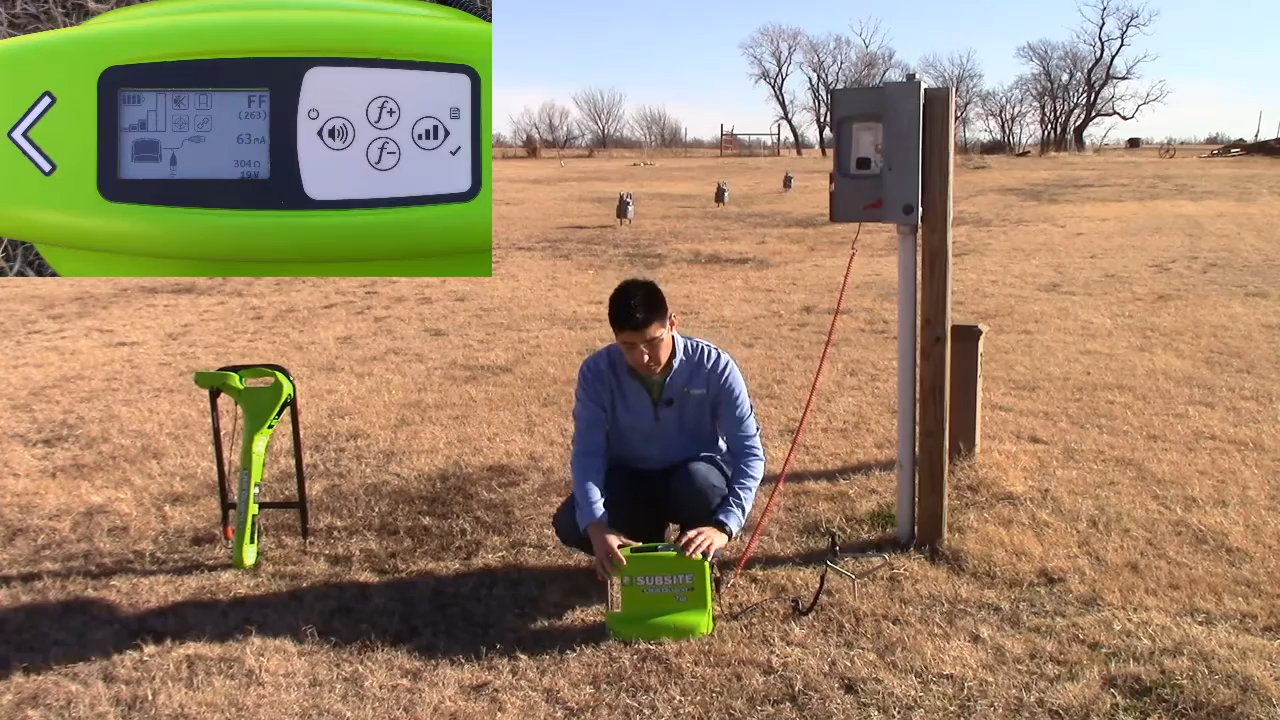 FF
(263)
63mA
304Ω
19V
f+
f−
SUBSITE